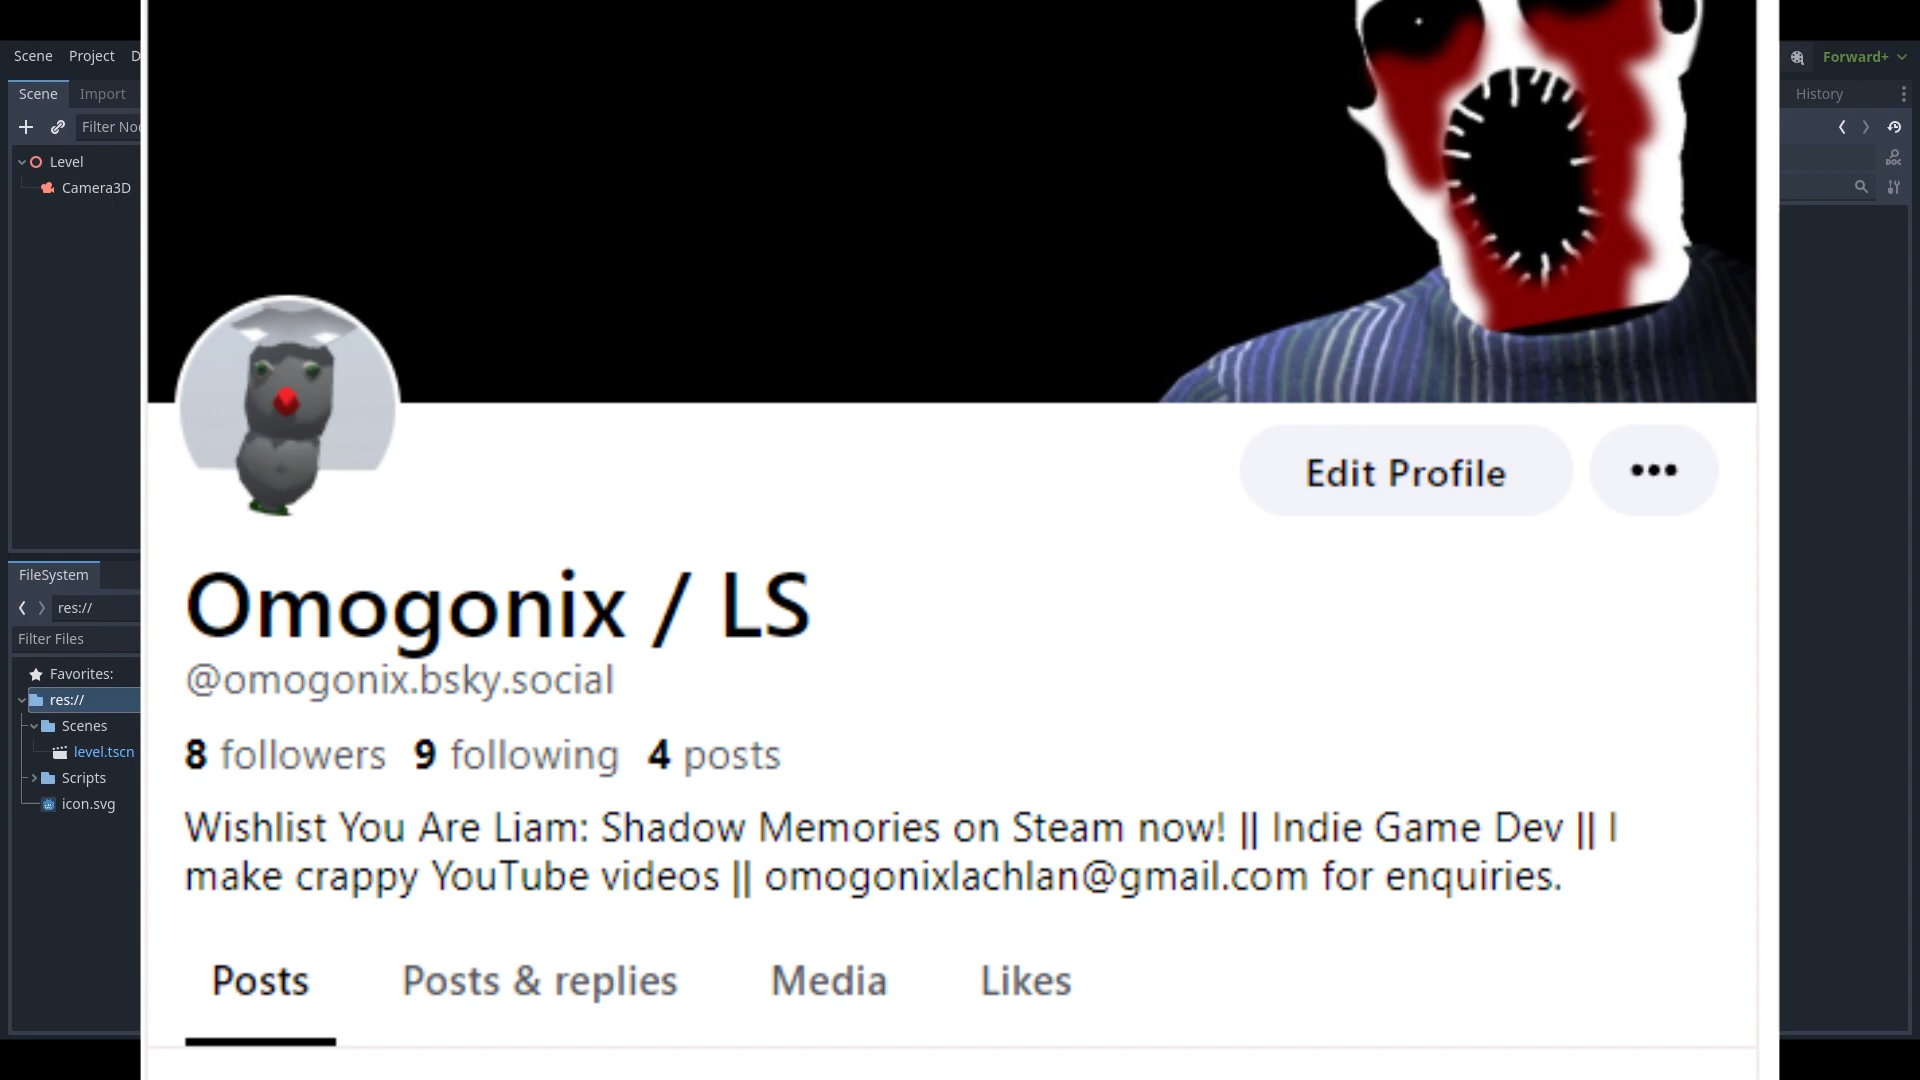 Scene Project
Forward+
Scene Import
History
Filter
Level
Camera3D
FileSystem
res://
Filter Files
Favorites:
res://
Scenes
level.tscn
Scripts
icon.svg
DOC
Edit Profile
Omogonix / LS
@omogonix.bsky.social
8 followers 9 following 4 posts
Wishlist You Are Liam: Shadow Memories on Steam now! || Indie Game Dev || I
make crappy YouTube videos || omogonixlachlan@gmail.com for enquiries.
Posts Posts & replies Media Likes